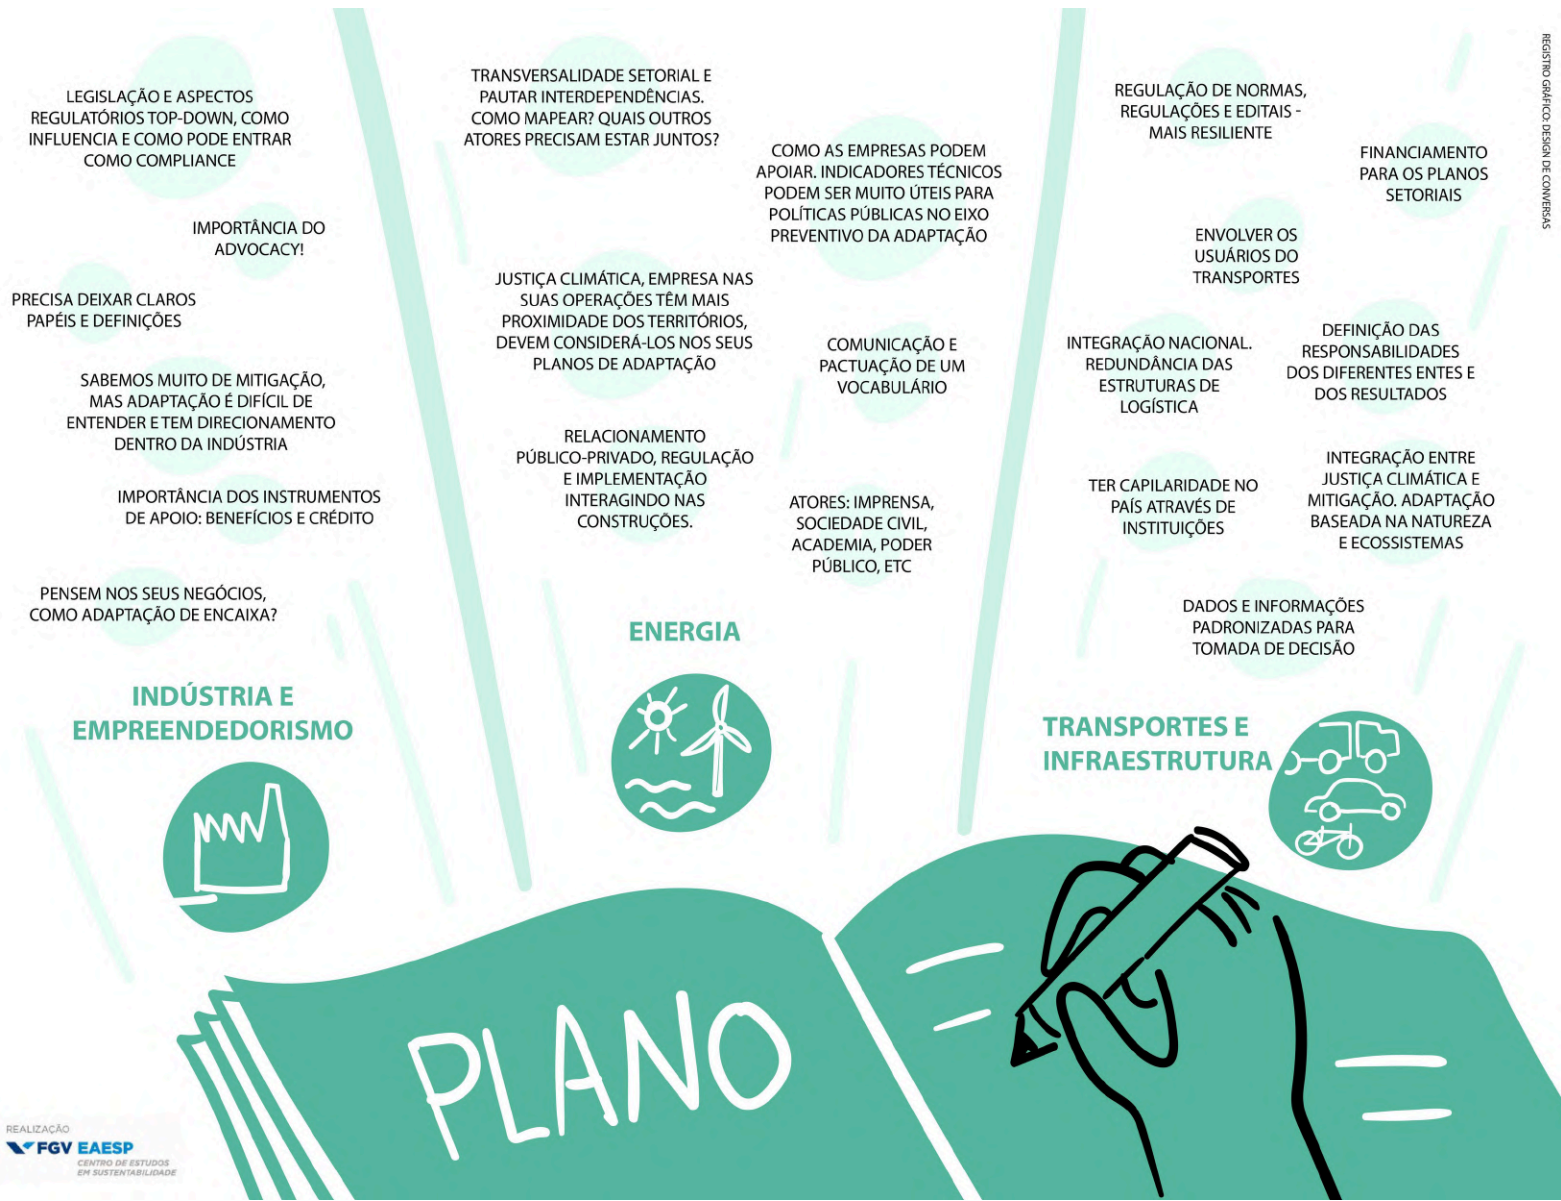 LEGISLAÇÃO E ASPECTOS
REGULATÓRIOS TOP-DOWN, COMO
INFLUENCIA E COMO PODE ENTRAR
COMO COMPLIANCE
IMPORTÂNCIA DO
ADVOCACY!
PRECISA DEIXAR CLAROS
PAPÉIS E DEFINIÇÕES
SABEMOS MUITO DE MITIGAÇÃO,
MAS ADAPTAÇÃO É DIFÍCIL DE
ENTENDER E TEM DIRECIONAMENTO
DENTRO DA INDÚSTRIA
IMPORTÂNCIA DOS INSTRUMENTOS
DE APOIO: BENEFÍCIOS E CRÉDITO
PENSEM NOS SEUS NEGÓCIOS,
COMO ADAPTAÇÃO DE ENCAIXA?
INDÚSTRIA E
EMPREENDEDORISMO
TRANSVERSALIDADE SETORIAL E
PAUTAR INTERDEPENDÊNCIAS.
COMO MAPEAR? QUAIS OUTROS
ATORES PRECISAM ESTAR JUNTOS?
COMO AS EMPRESAS PODEM
APOIAR. INDICADORES TÉCNICOS
PODEM SER MUITO ÚTEIS PARA
POLÍTICAS PÚBLICAS NO EIXO
PREVENTIVO DA ADAPTAÇÃO
JUSTIÇA CLIMÁTICA, EMPRESA NAS
SUAS OPERAÇÕES TÊM MAIS
PROXIMIDADE DOS TERRITÓRIOS,
DEVEM CONSIDERÁ-LOS NOS SEUS
PLANOS DE ADAPTAÇÃO
COMUNICAÇÃO E
PACTUAÇÃO DE UM
VOCABULÁRIO
RELACIONAMENTO
PÚBLICO-PRIVADO, REGULAÇÃO
E IMPLEMENTAÇÃO
INTERAGINDO NAS
CONSTRUÇÕES.
ATORES: IMPRENSA,
SOCIEDADE CIVIL,
ACADEMIA, PODER
PÚBLICO, ETC
ENERGIA
REGULAÇÃO DE NORMAS,
REGULAÇÕES E EDITAIS -
MAIS RESILIENTE
FINANCIAMENTO
PARA OS PLANOS
SETORIAIS
ENVOLVER OS
USUÁRIOS DO
TRANSPORTES
INTEGRAÇÃO NACIONAL.
REDUNDÂNCIA DAS
ESTRUTURAS DE
LOGÍSTICA
DEFINIÇÃO DAS
RESPONSABILIDADES
DOS DIFERENTES ENTES E
DOS RESULTADOS
TER CAPILARIDADE NO
PAÍS ATRAVÉS DE
INSTITUIÇÕES
INTEGRAÇÃO ENTRE
JUSTIÇA CLIMÁTICA E
MITIGAÇÃO. ADAPTAÇÃO
BASEADA NA NATUREZA
E ECOSSISTEMAS
DADOS E INFORMAÇÕES
PADRONIZADAS PARA
TOMADA DE DECISÃO
TRANSPORTES E
INFRAESTRUTURA
REGISTRO GRÁFICO: DESIGN DE CONVERSAS
PLANO
REALIZAÇÃO
FGV EAESP
CENTRO DE ESTUDOS
EM SUSTENTABILIDADE